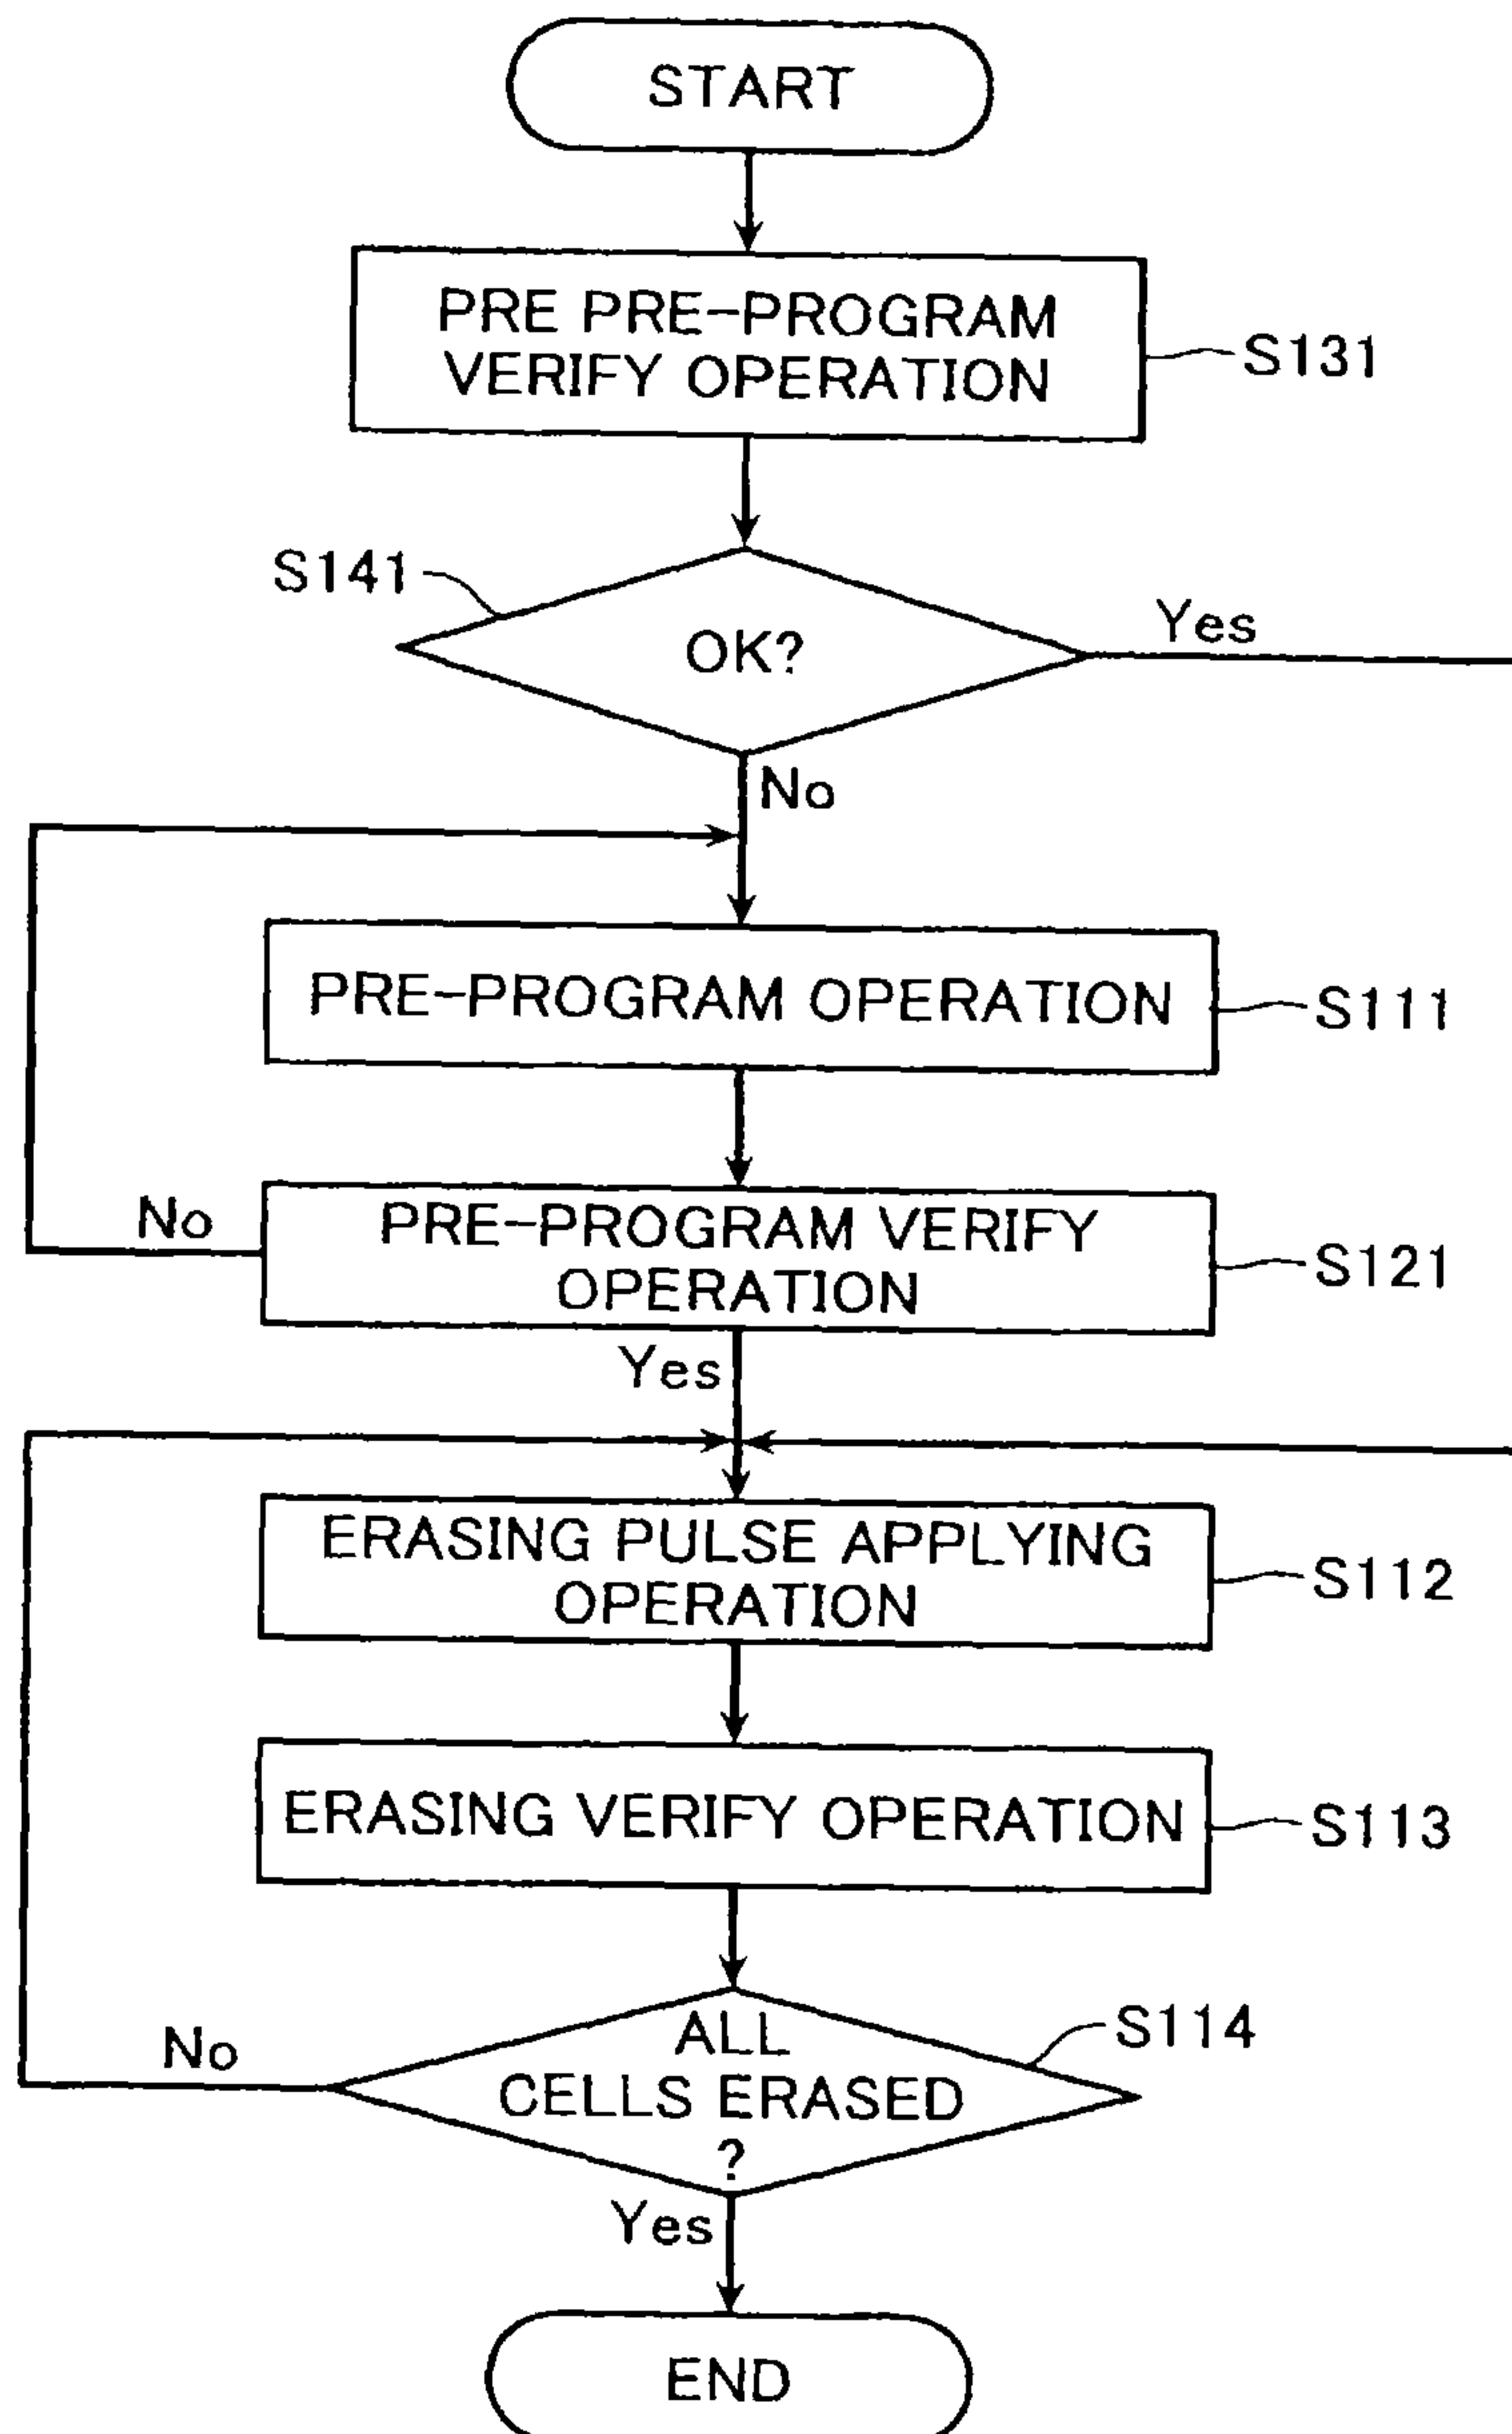 START
PRE PRE-PROGRAM
VERIFY OPERATION
S131
S141
OK?
Yes
No
PRE-PROGRAM OPERATION
S111
No
PRE-PROGRAM VERIFY
OPERATION
S121
Yes
ERASING PULSE APPLYING
OPERATION
S112
ERASING VERIFY OPERATION
S113
ALL
CELLS ERASED
?
S114
No
Yes
END